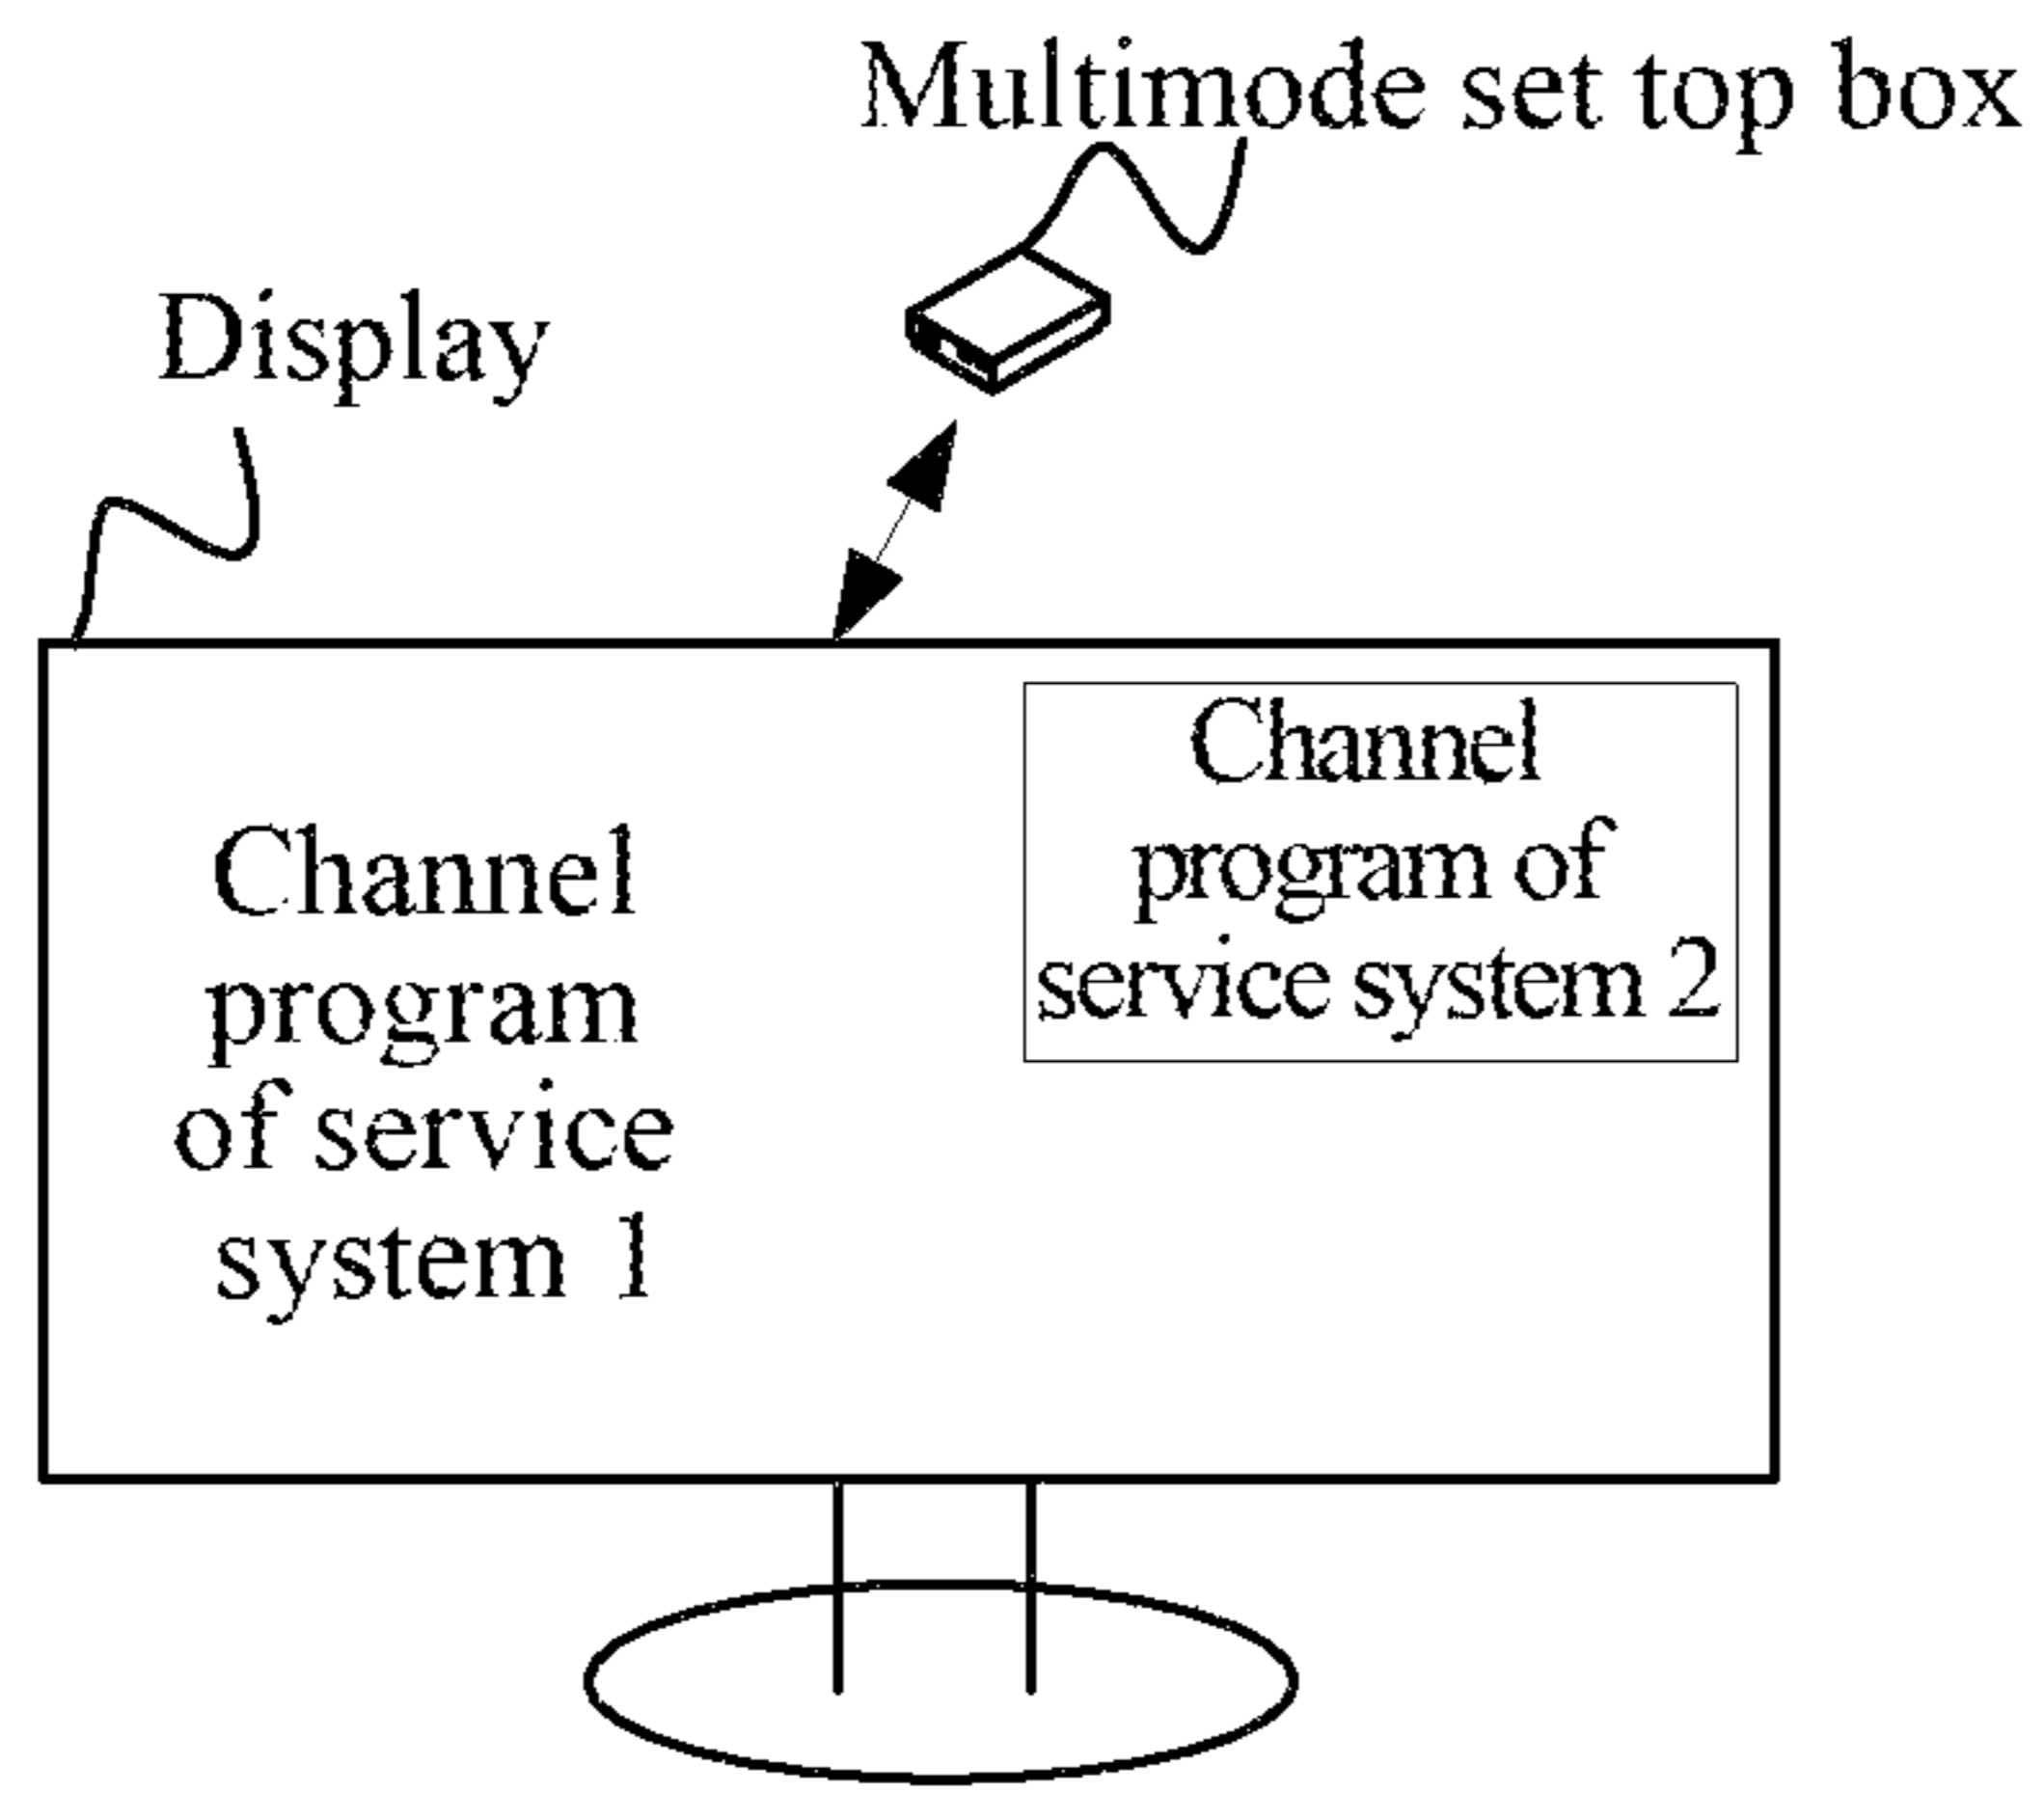 Multimode set top box
Display
Channel
program
of service
system 1
Channel
program of
service system 2